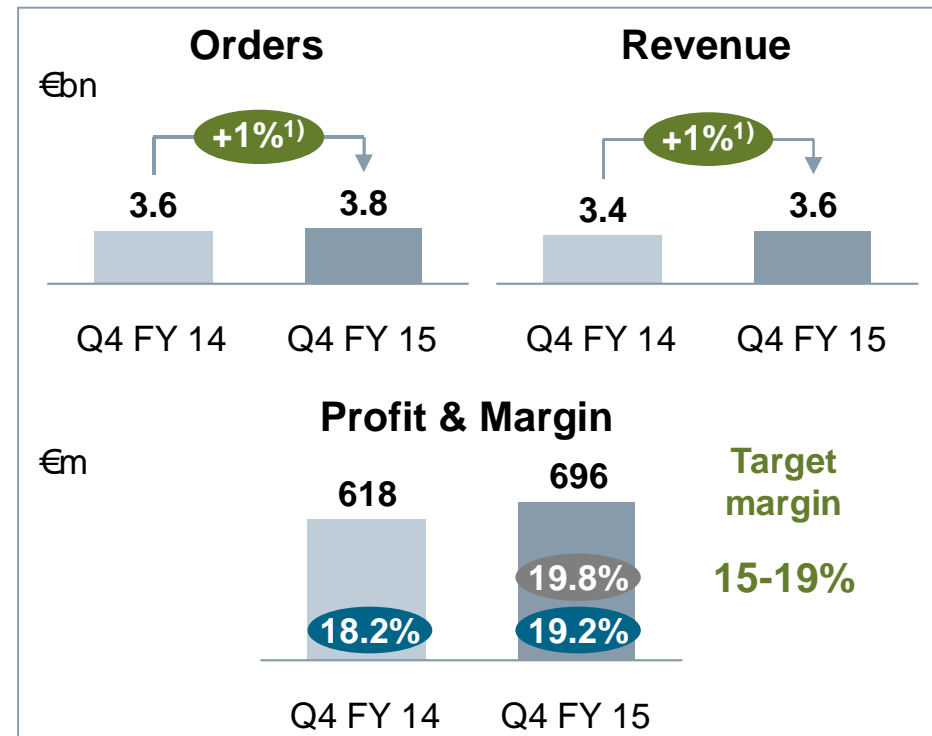 Orders
€bn
+1%1)
3.6
3.8
Q4 FY 14
Q4 FY 15
Revenue
+1%1)
3.4
3.6
Q4 FY 14
Q4 FY 15
Profit & Margin
€m
618
696
19.8%
18.2%
19.2%
Q4 FY 14
Q4 FY 15
Target
margin
15-19%